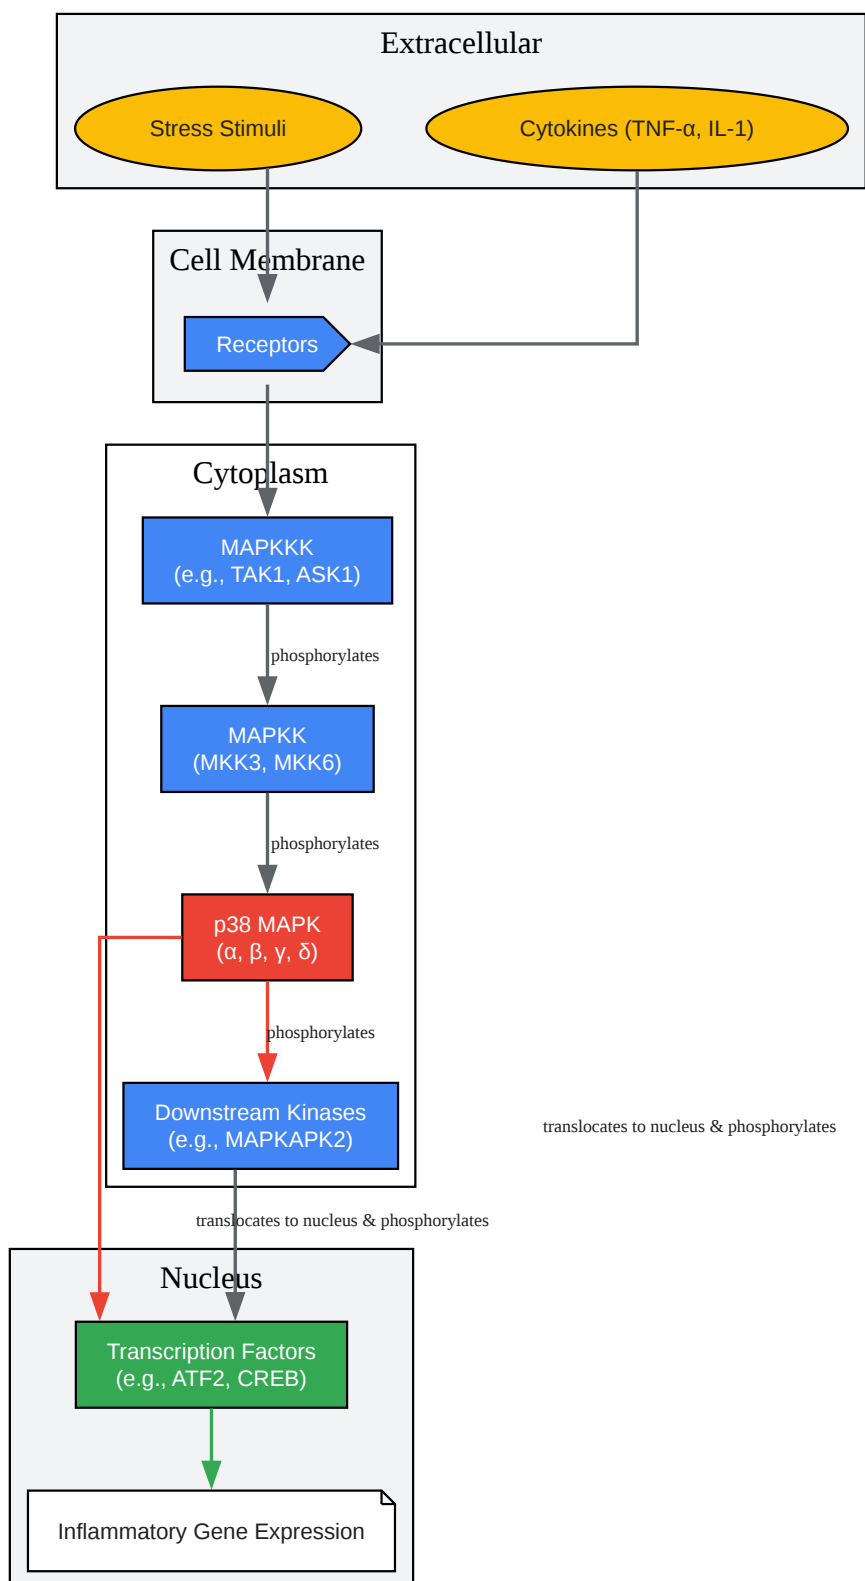 Extracellular
Stress Stimuli
Cytokines (TNF-α, IL-1)
Cell Membrane
Receptors
Cytoplasm
MAPKKK
(e.g., TAK1, ASK1)
phosphorylates
MAPKK
(MKK3, MKK6)
phosphorylates
p38 MAPK
(α, β, γ, δ)
phosphorylates
Downstream Kinases
(e.g., MAPKAPK2)
translocates to nucleus & phosphorylates
translocates to nucleus & phosphorylates
Nucleus
Transcription Factors
(e.g., ATF2, CREB)
Inflammatory Gene Expression